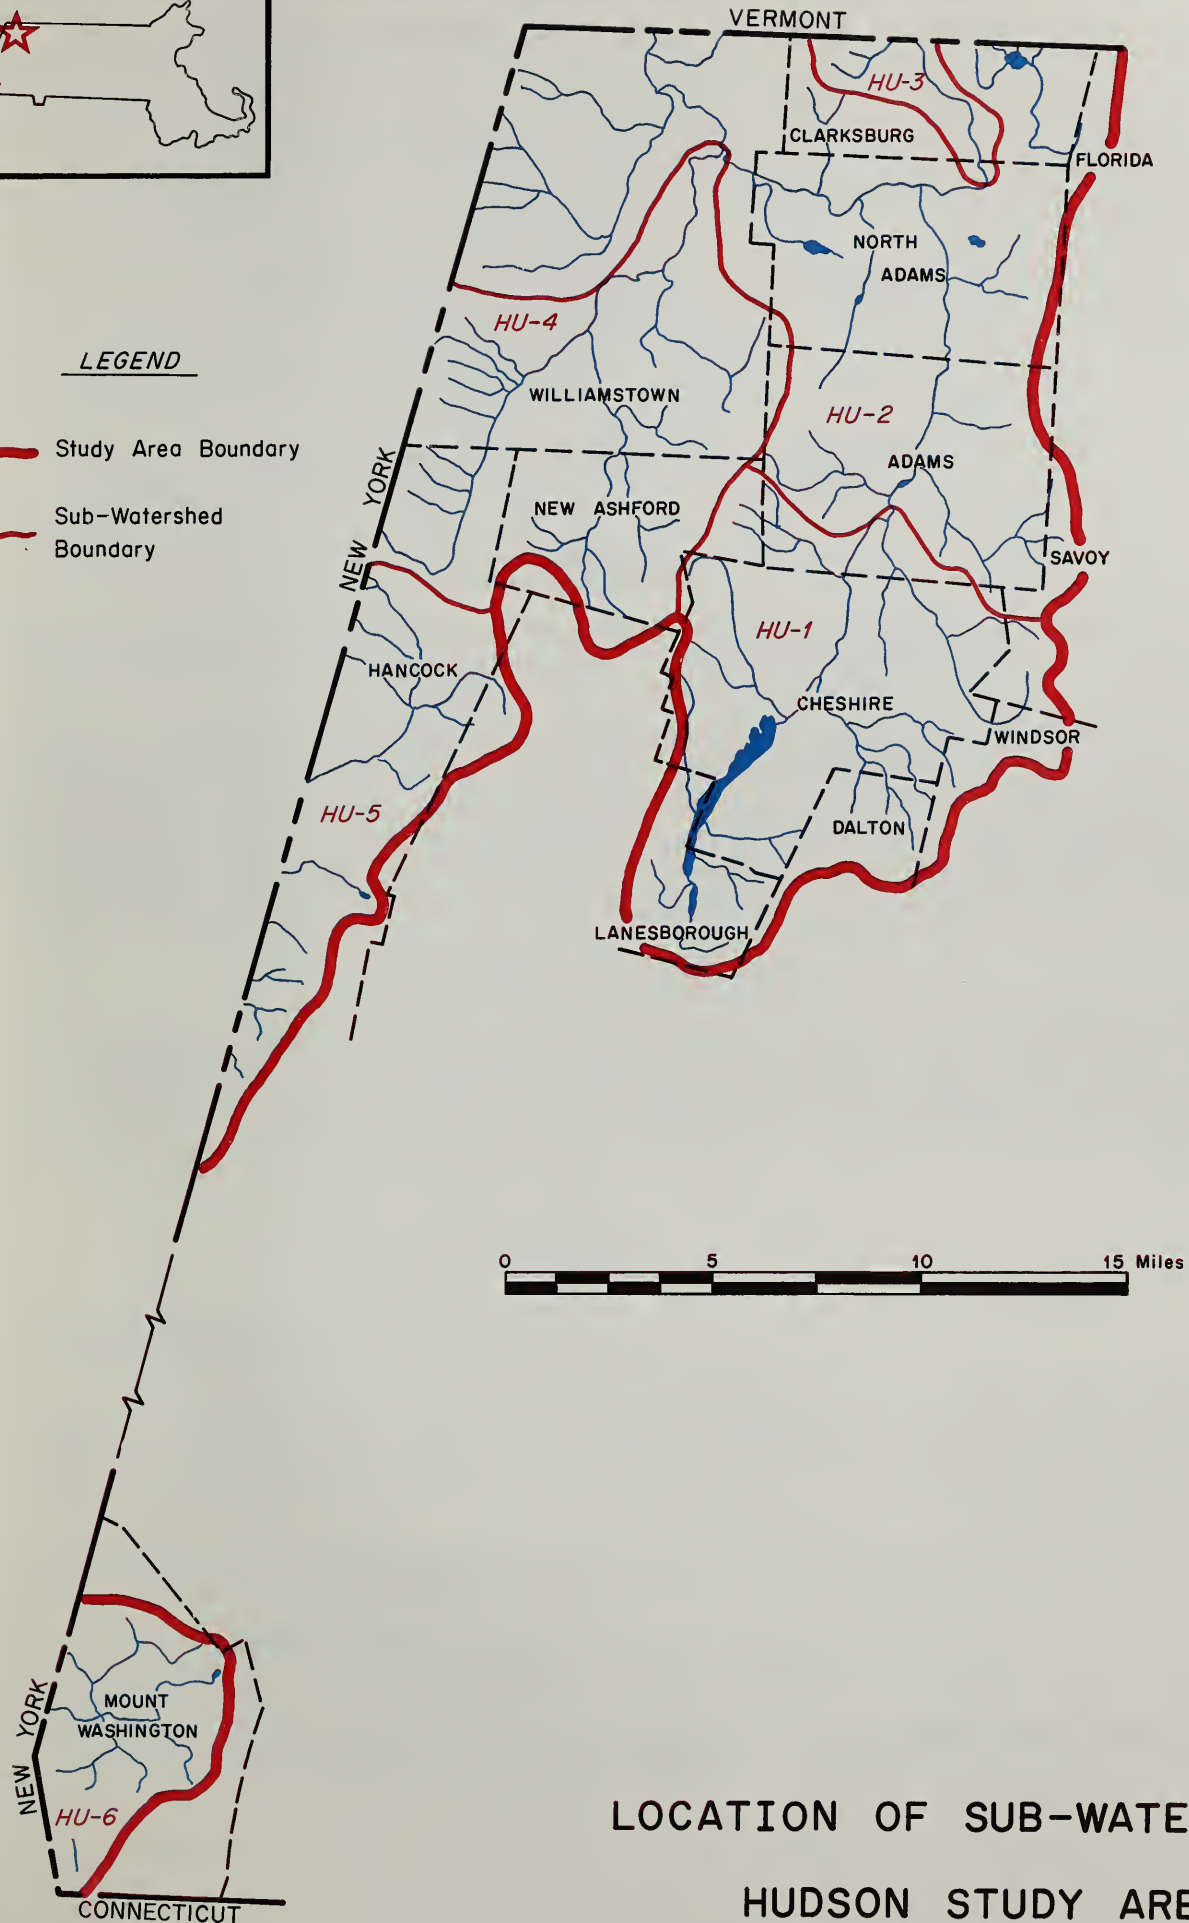 VERMONT
HU-3
CLARKSBURG
FLORIDA
NORTH
ADAMS
HU-4
LEGEND
WILLIAMSTOWN
HU-2
Study Area Boundary
ADAMS
NEW YORK
NEW ASHFORD
Sub-Watershed
Boundary
SAVOY
HU-1
HANCOCK
CHESHIRE
WINDSOR
HU-5
DALTON
LANESBOROUGH
0 5 10 15 Miles
NEW YORK
MOUNT
WASHINGTON
HU-6
LOCATION OF SUB-WATE
HUDSON STUDY ARE
CONNECTICUT